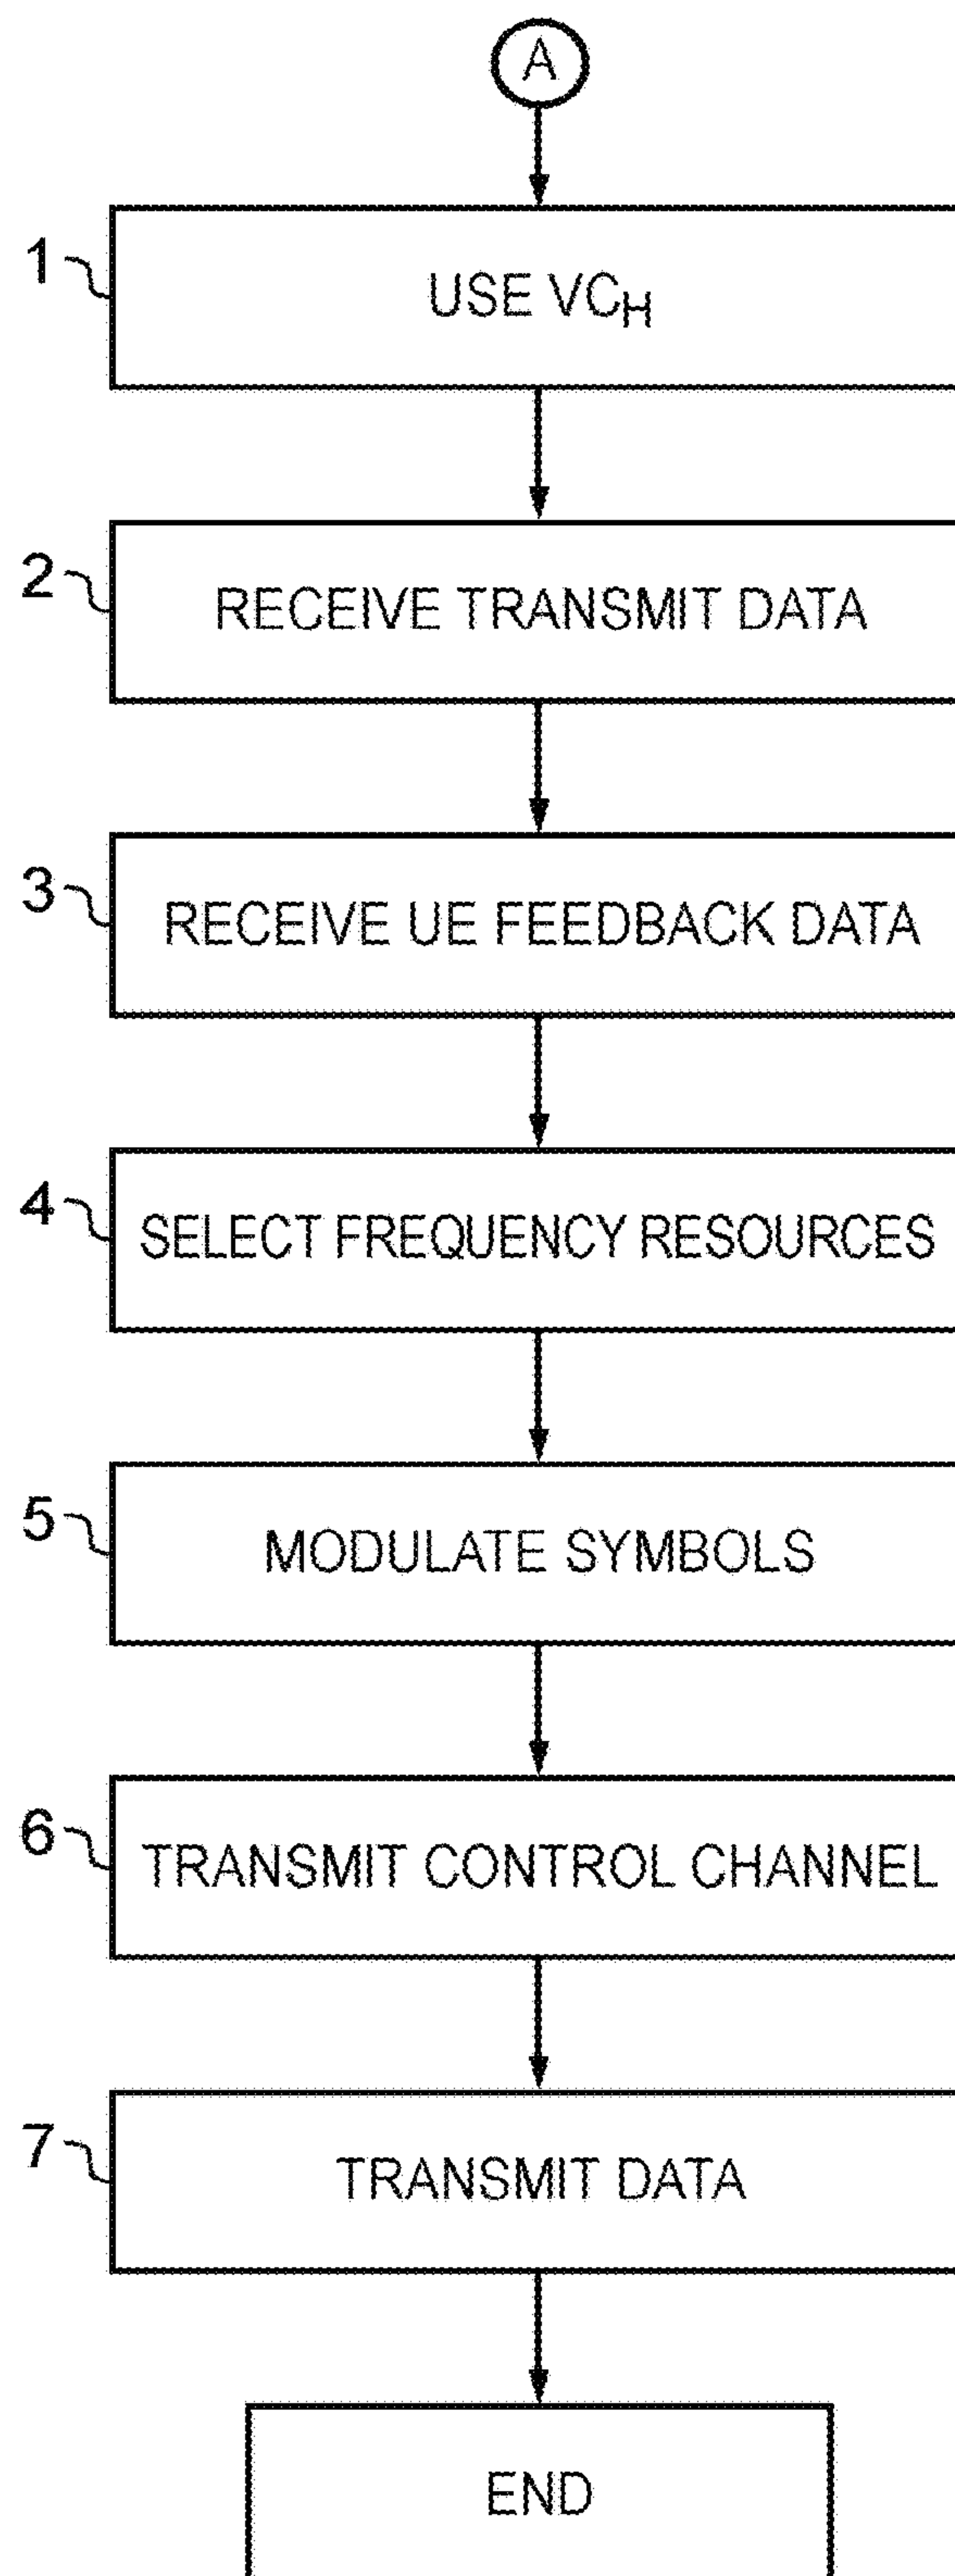 A
1
USE VC_H
2
RECEIVE TRANSMIT DATA
3
RECEIVE UE FEEDBACK DATA
4
SELECT FREQUENCY RESOURCES
5
MODULATE SYMBOLS
6
TRANSMIT CONTROL CHANNEL
7
TRANSMIT DATA
END